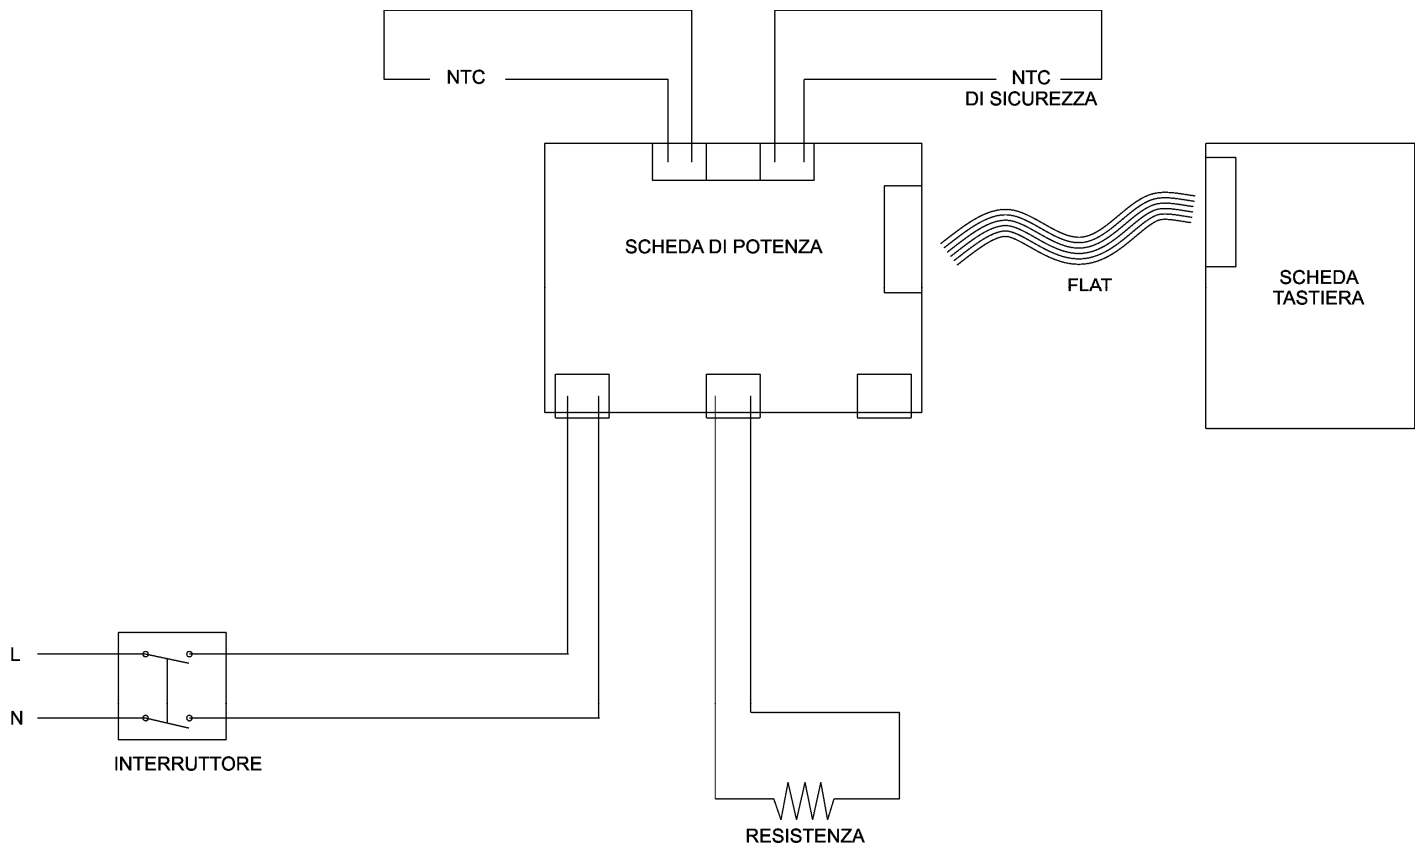 NTC
NTC
DI SICUREZZA
SCHEDA DI POTENZA
FLAT
SCHEDA
TASTIERA
L
N
INTERRUTTORE
RESISTENZA